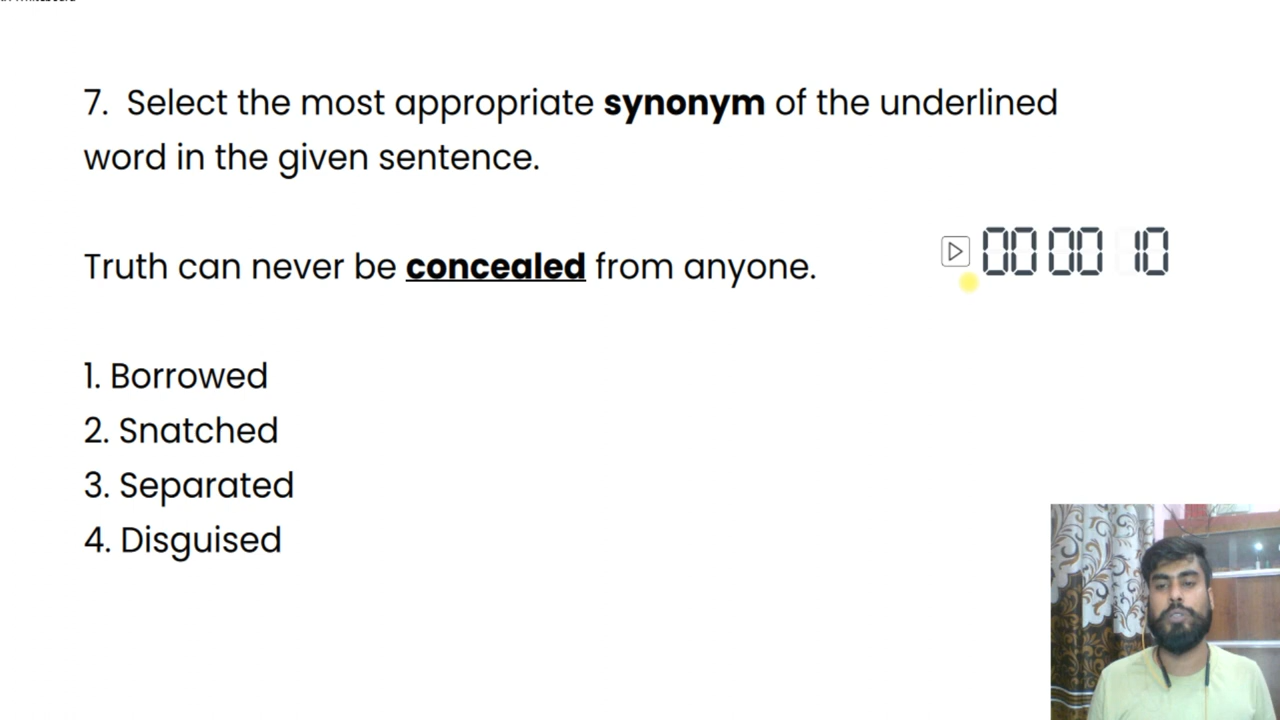 7. Select the most appropriate synonym of the underlined
word in the given sentence.
Truth can never be concealed from anyone.
00 00 10
1. Borrowed
2. Snatched
3. Separated
4. Disguised